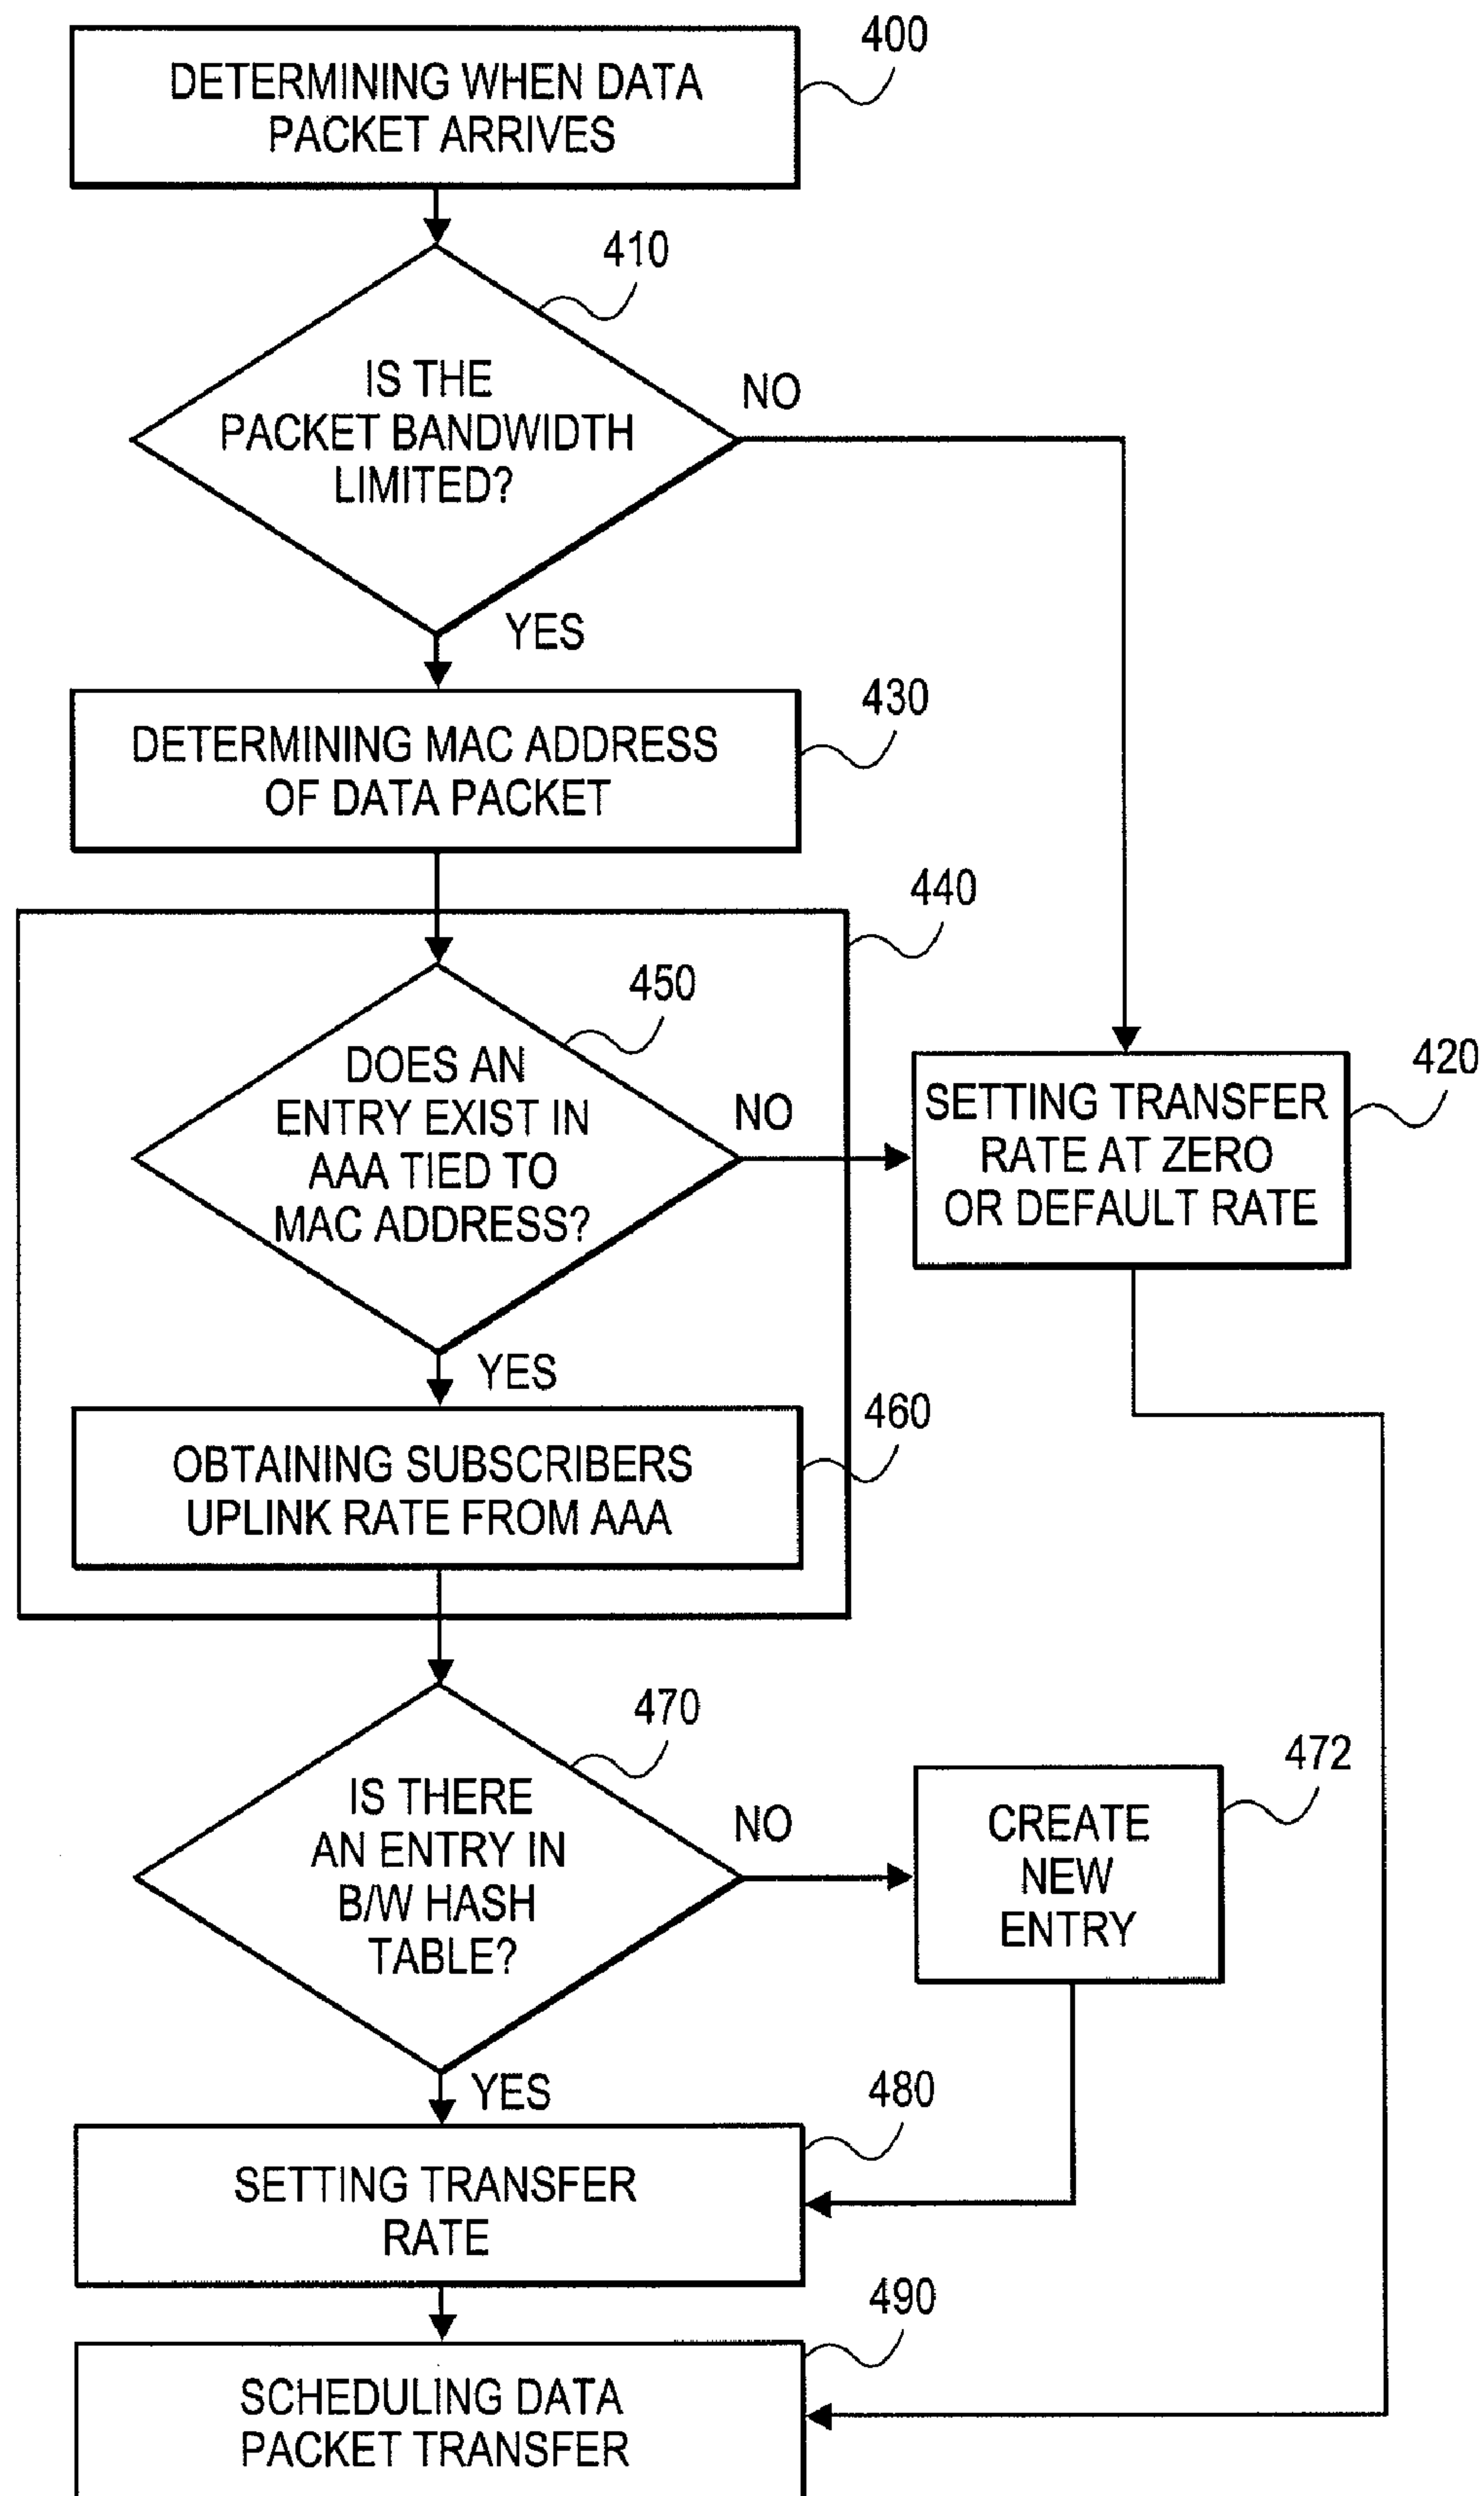 400
DETERMINING WHEN DATA
PACKET ARRIVES
410
IS THE
PACKET BANDWIDTH
LIMITED?
NO
YES
430
DETERMINING MAC ADDRESS
OF DATA PACKET
440
450
DOES AN
ENTRY EXIST IN
AAA TIED TO
MAC ADDRESS?
NO
420
SETTING TRANSFER
RATE AT ZERO
OR DEFAULT RATE
YES
460
OBTAINING SUBSCRIBERS
UPLINK RATE FROM AAA
470
IS THERE
AN ENTRY IN
B/W HASH
TABLE?
NO
472
CREATE
NEW
ENTRY
YES
480
SETTING TRANSFER
RATE
490
SCHEDULING DATA
PACKET TRANSFER